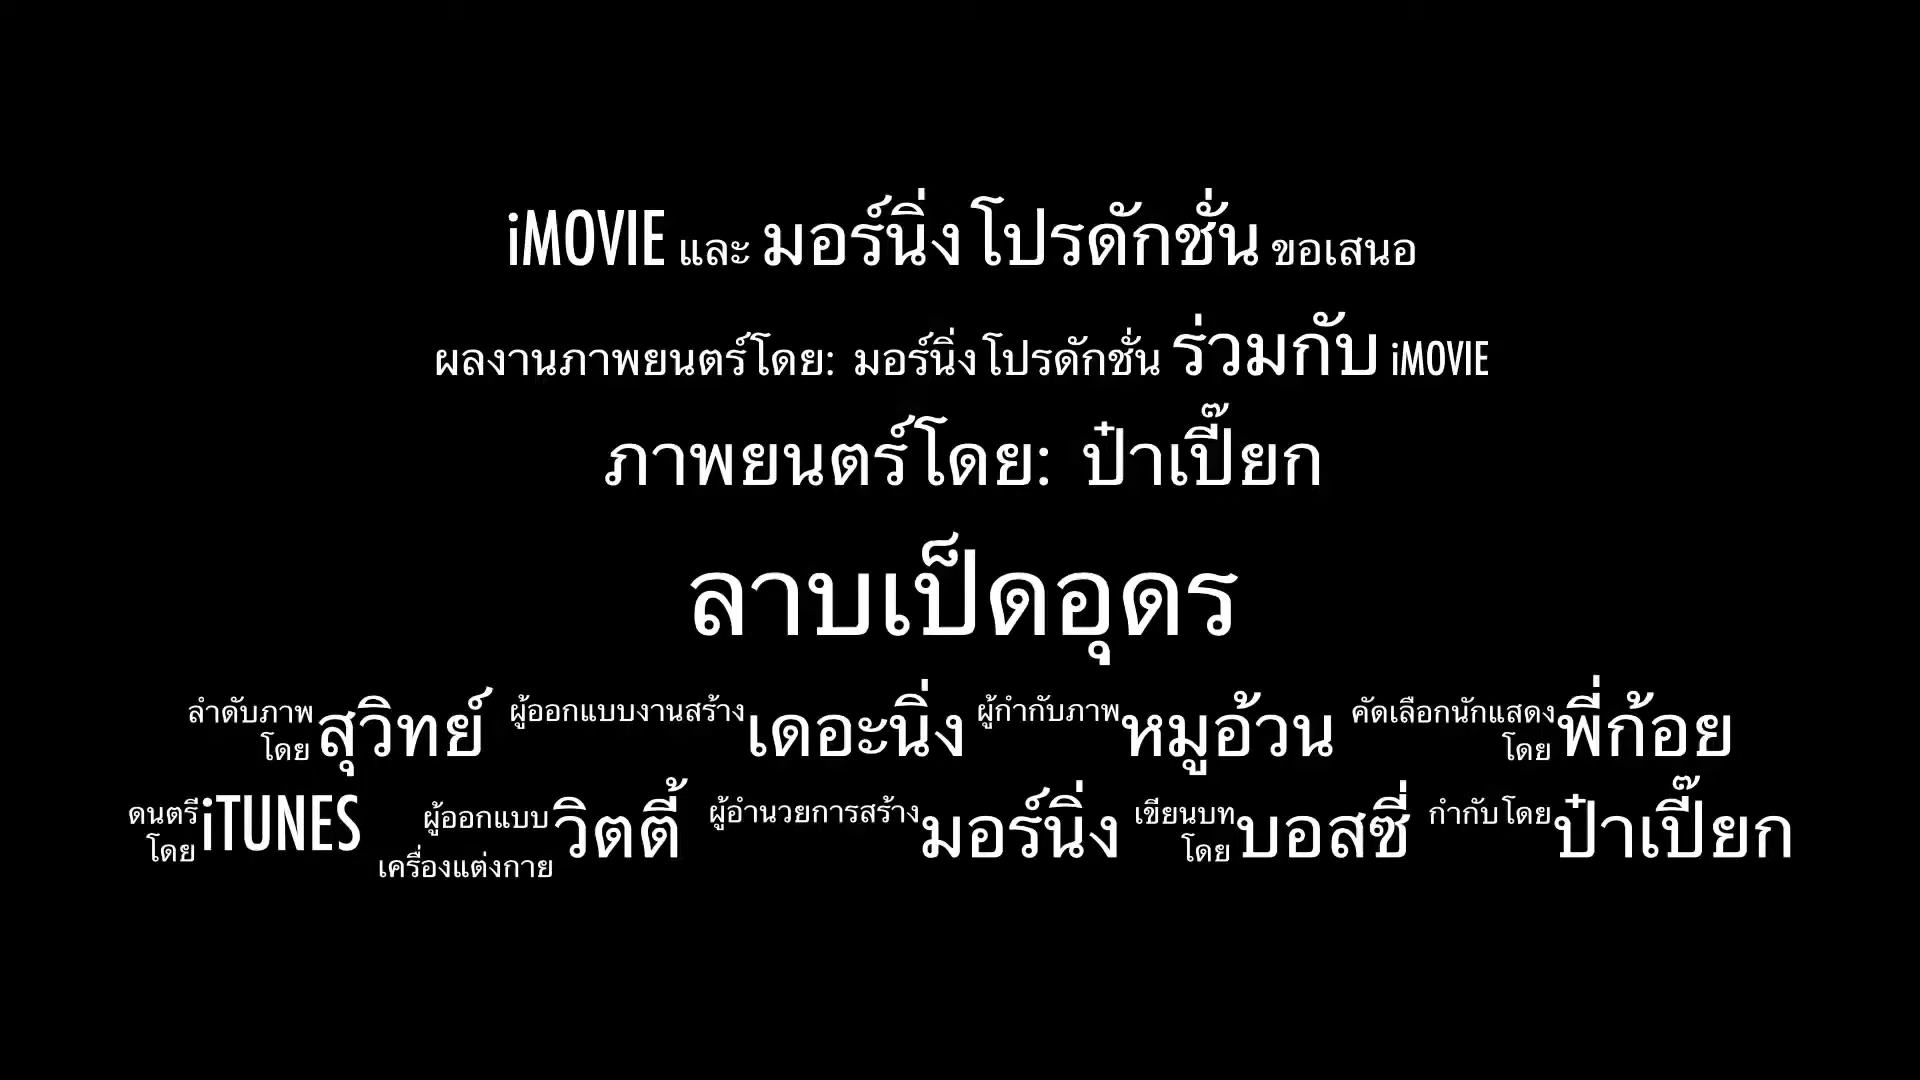 iMOVIE และ มอร์นิ่งโปรดักชั่น ขอเสนอ
ผลงานภาพยนตร์โดย: มอร์นิ่งโปรดักชั่น ร่วมกับ iMOVIE
ภาพยนตร์โดย: ป๋าเปี๊ยก
ลาบเป็ดอุดร
ลำดับภาพโดย สุวิทย์ ผู้ออกแบบงานสร้าง เดอะนิ่ง ผู้กำกับภาพ หมูอ้วน คัดเลือกนักแสดงโดย พี่ก้อย
ดนตรีโดย iTUNES ผู้ออกแบบเครื่องแต่งกาย วิตตี้ ผู้อำนวยการสร้าง มอร์นิ่ง เขียนบทโดย บอสซี่ กำกับโดย ป๋าเปี๊ยก